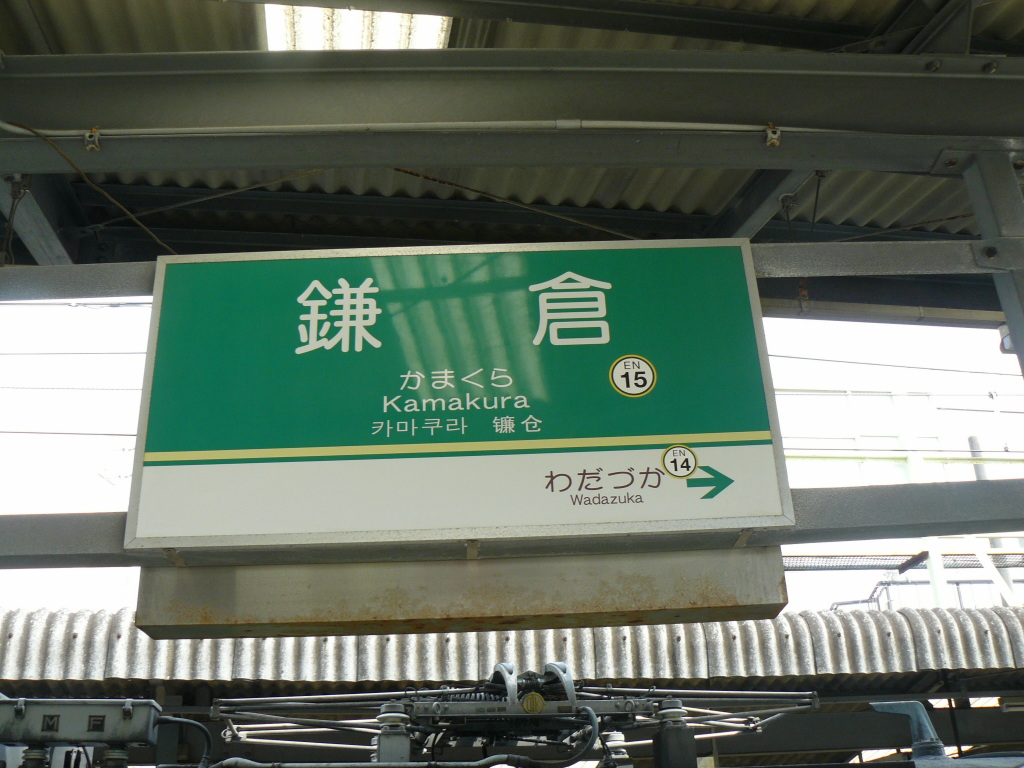 鎌倉
かまくら
EN
15
Kamakura
카마쿠라 镰仓
わだづか
EN
14
Wadazuka
M F